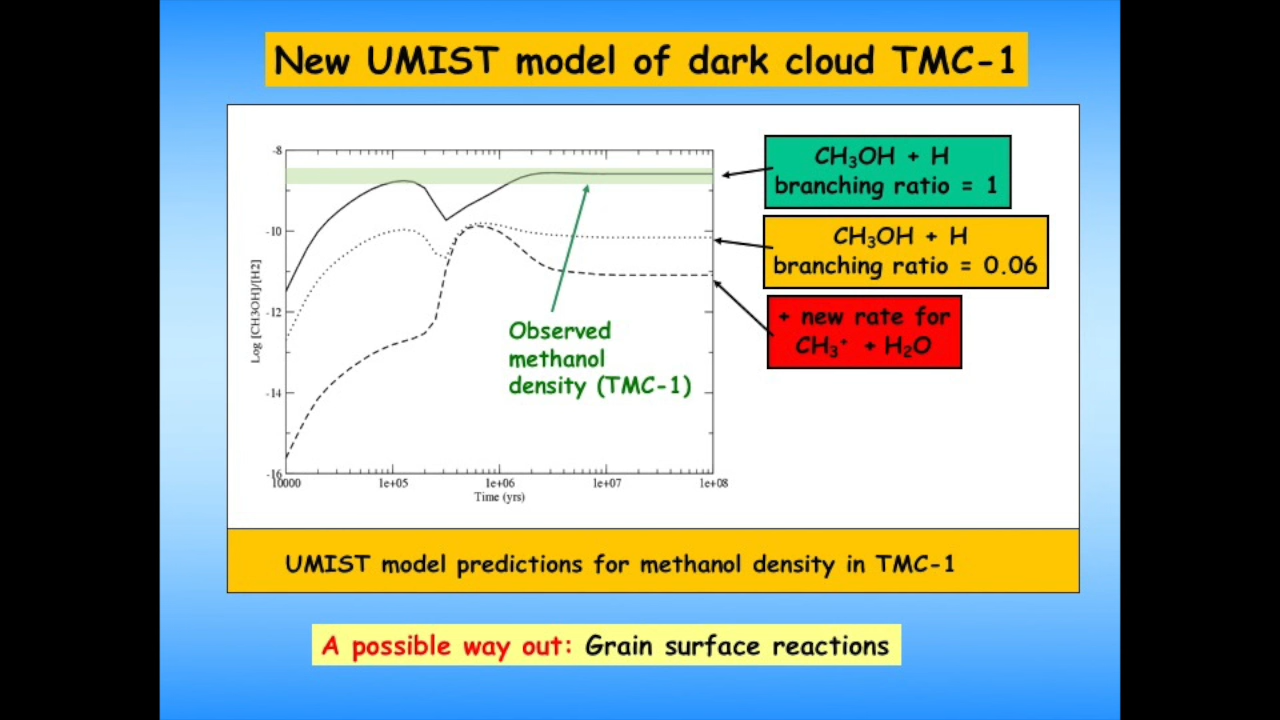 New UMIST model of dark cloud TMC-1
-8
-10
-12
-14
-16
Log [CH3OH]/[H2]
10000
1e+05
1e+06
1e+07
1e+08
Time (yrs)
Observed
methanol
density (TMC-1)
CH₃OH + H
branching ratio = 1
CH₃OH + H
branching ratio = 0.06
+ new rate for
CH₃⁺ + H₂O
UMIST model predictions for methanol density in TMC-1
A possible way out: Grain surface reactions